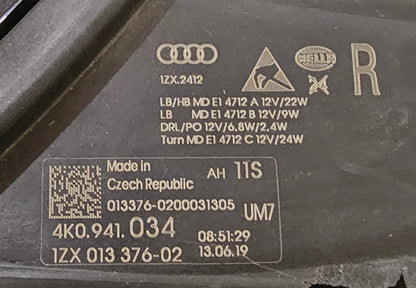 HELLA
R
1ZX.2412
LB/HB MD E1 4712 A 12V/22W
LB MD E1 4712 B 12V/9W
DRL/PO 12V/6,8W/2,4W
Turn MD E1 4712 C 12V/24W
Made in
Czech Republic
AH 11S
013376-0200031305
UM7
4K0.941.034
08:51:29
1ZX 013 376-02
13.06.19